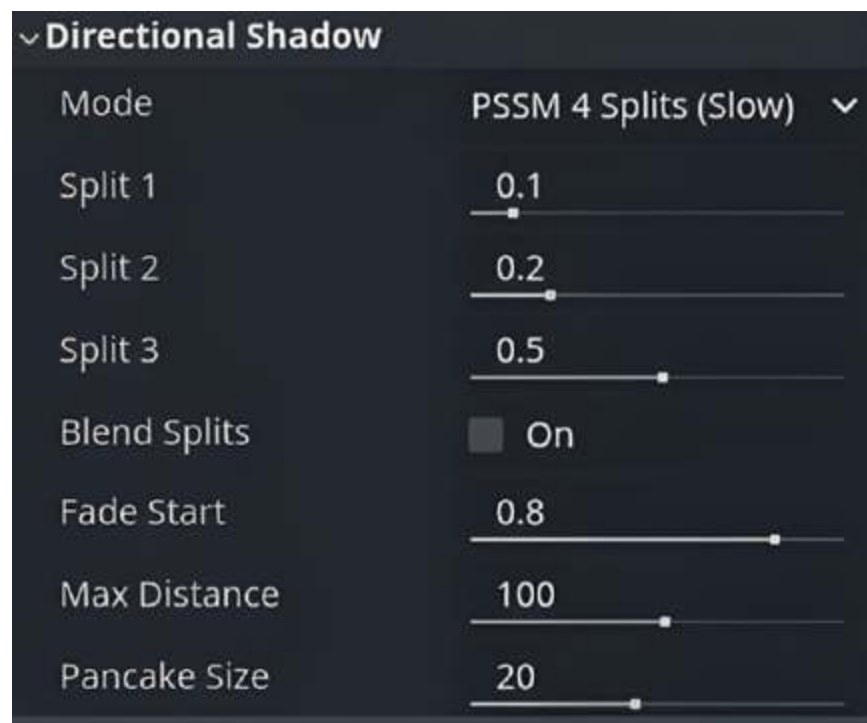 Directional Shadow
Mode PSSM 4 Splits (Slow)
Split 1 0.1
Split 2 0.2
Split 3 0.5
Blend Splits On
Fade Start 0.8
Max Distance 100
Pancake Size 20